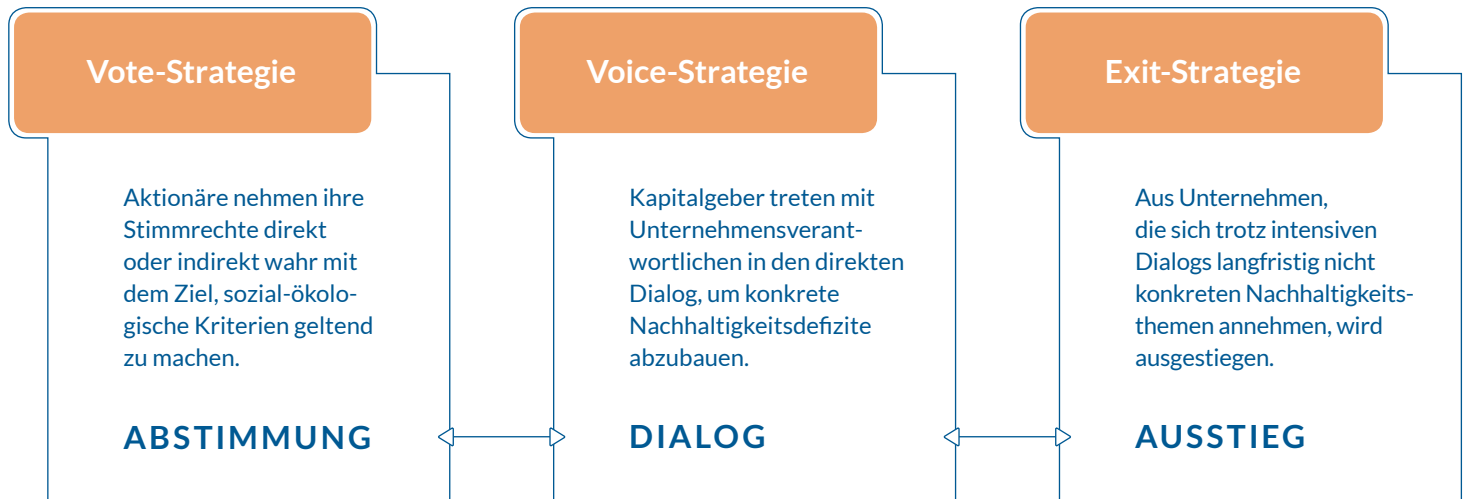 Vote-Strategie
Aktionäre nehmen ihre
Stimmrechte direkt
oder indirekt wahr mit
dem Ziel, sozial-ökolo-
gische Kriterien geltend
zu machen.
ABSTIMMUNG
Voice-Strategie
Kapitalgeber treten mit
Unternehmensverant-
wortlichen in den direkten
Dialog, um konkrete
Nachhaltigkeitsdefizite
abzubauen.
DIALOG
Exit-Strategie
Aus Unternehmen,
die sich trotz intensiven
Dialogs langfristig nicht
konkreten Nachhaltigkeits-
themen annehmen, wird
ausgestiegen.
AUSSTIEG